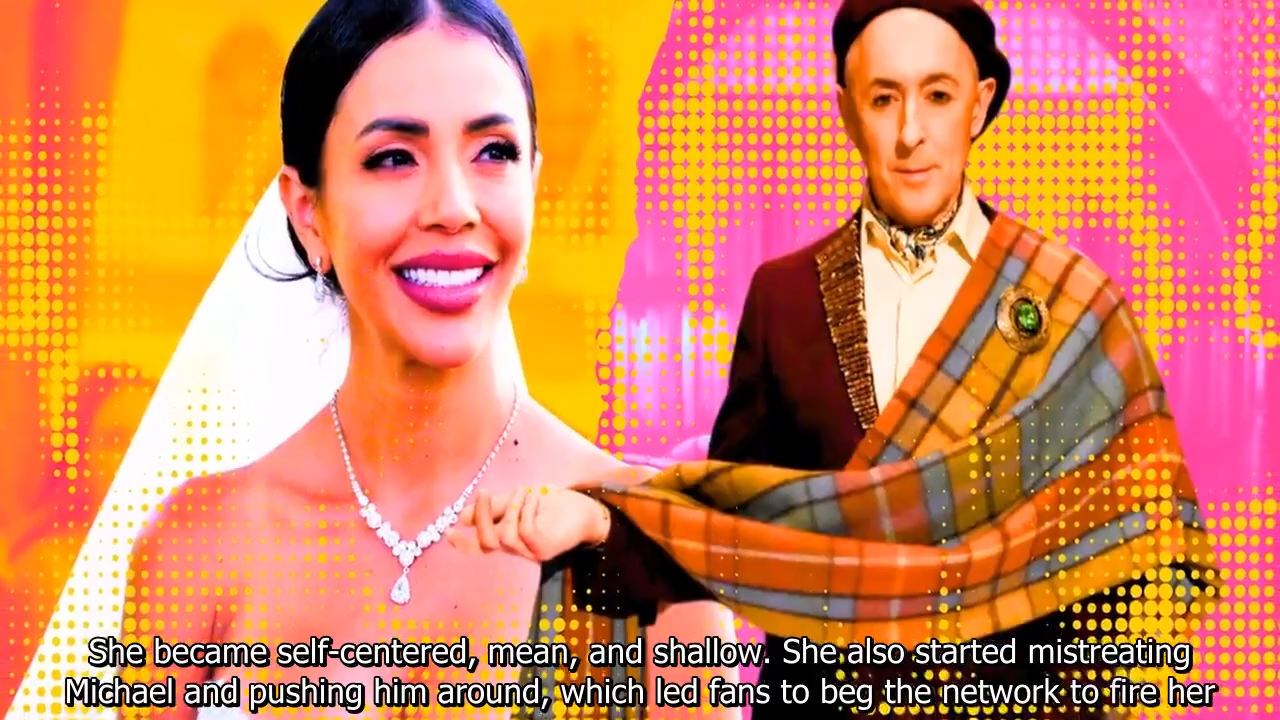 She became self-centered, mean, and shallow. She also started mistreating
Michael and pushing him around, which led fans to beg the network to fire her